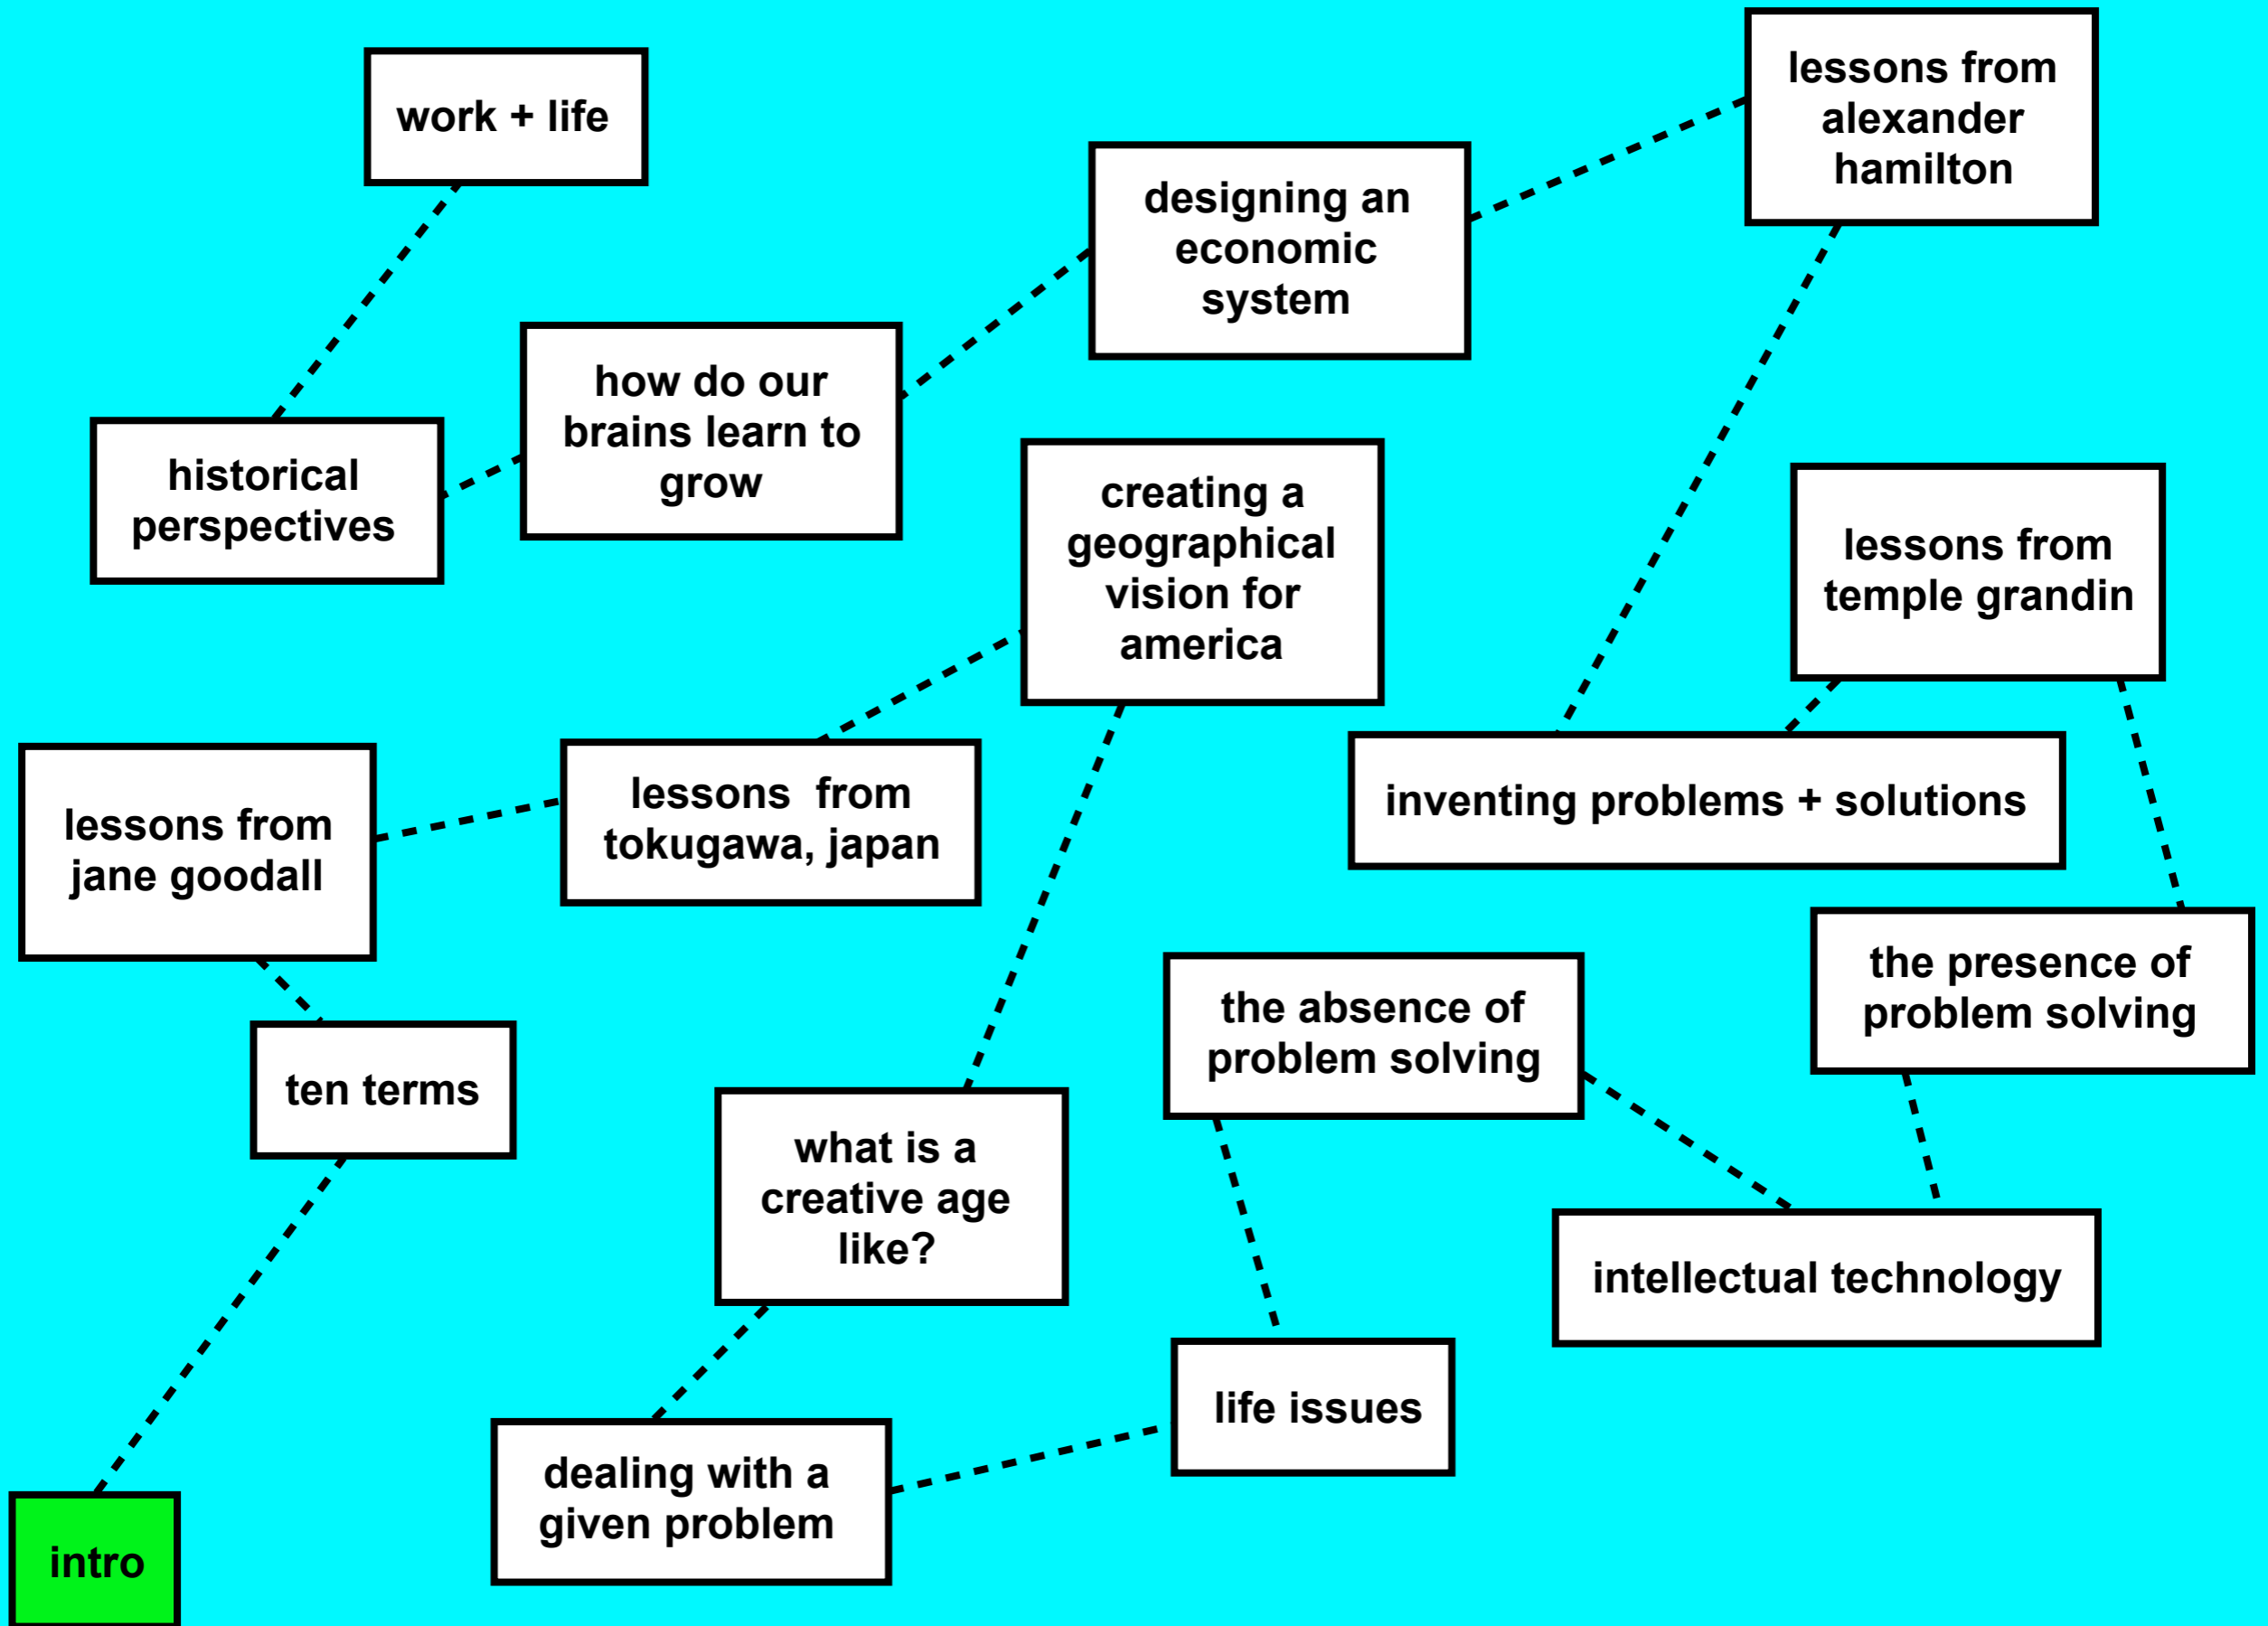 work + life
lessons from
alexander
hamilton
designing an
economic
system
how do our
brains learn to
grow
historical
perspectives
creating a
geographical
vision for
america
lessons from
temple grandin
lessons  from
tokugawa, japan
inventing problems + solutions
lessons from
jane goodall
the presence of
problem solving
the absence of
problem solving
ten terms
what is a
creative age
like?
intellectual technology
life issues
dealing with a
given problem
intro